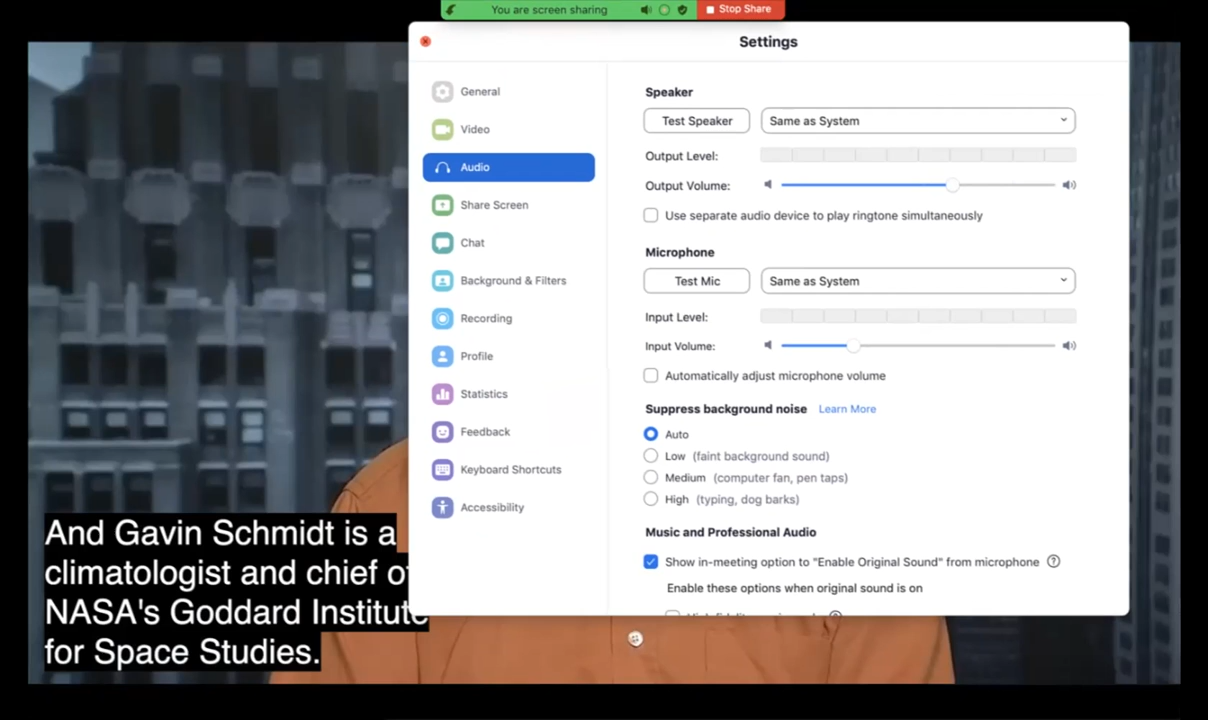 You are screen sharing
Stop Share
Settings
General
Video
Audio
Share Screen
Chat
Background & Filters
Recording
Profile
Statistics
Feedback
Keyboard Shortcuts
Accessibility
Speaker
Test Speaker Same as System
Output Level:
Output Volume:
Use separate audio device to play ringtone simultaneously
Microphone
Test Mic Same as System
Input Level:
Input Volume:
Automatically adjust microphone volume
Suppress background noise Learn More
Auto
Low (faint background sound)
Medium (computer fan, pen taps)
High (typing, dog barks)
Music and Professional Audio
Show in-meeting option to "Enable Original Sound" from microphone ?
Enable these options when original sound is on
And Gavin Schmidt is a
climatologist and chief of
NASA's Goddard Institute
for Space Studies.